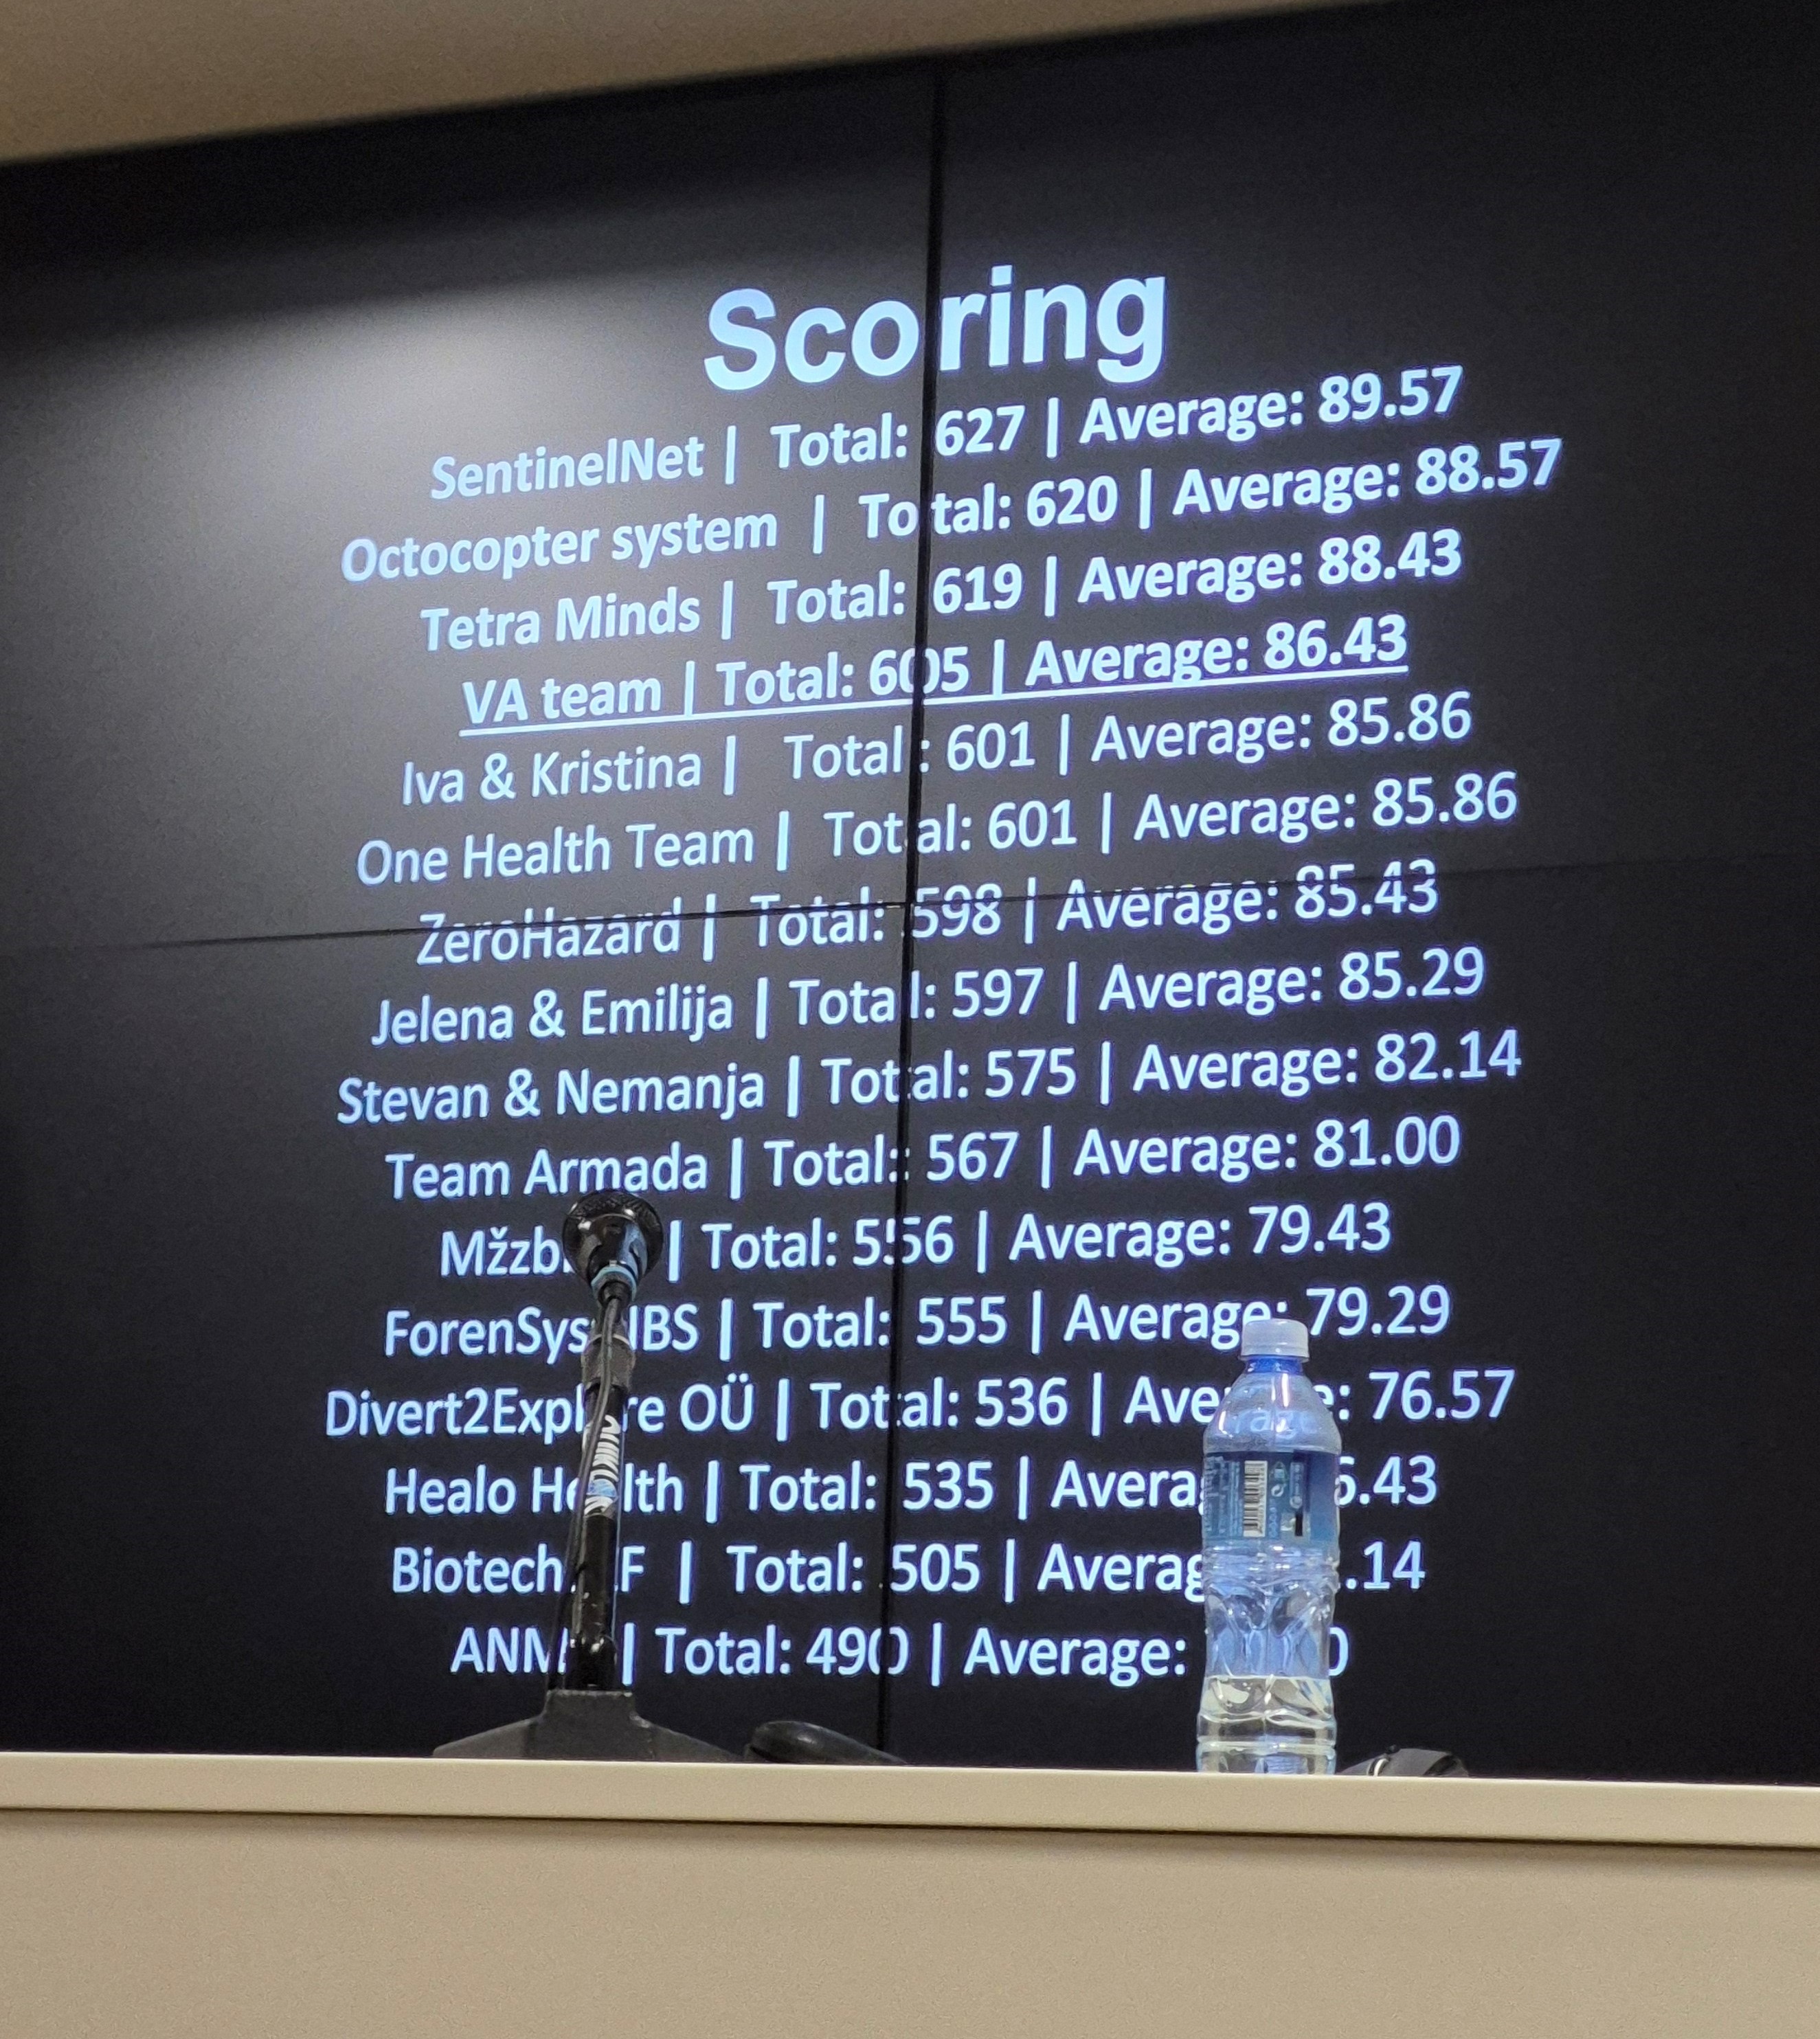 Scoring
SentinelNet | Total: 627 | Average: 89.57
Octocopter system | Total: 620 | Average: 88.57
Tetra Minds | Total: 619 | Average: 88.43
VA team | Total: 605 | Average: 86.43
Iva & Kristina | Total: 601 | Average: 85.86
One Health Team | Total: 601 | Average: 85.86
ZeroHazard | Total: 598 | Average: 85.43
Jelena & Emilija | Total: 597 | Average: 85.29
Stevan & Nemanja | Total: 575 | Average: 82.14
Team Armada | Total: 567 | Average: 81.00
| Total: 556 | Average: 79.43
| Total: 555 | Average: 79.29
OÜ | Total: 536 | Average: 76.57
Healo Health | Total: 535 | Average:
| Total: 505 | Average:
| Total: 490 | Average: